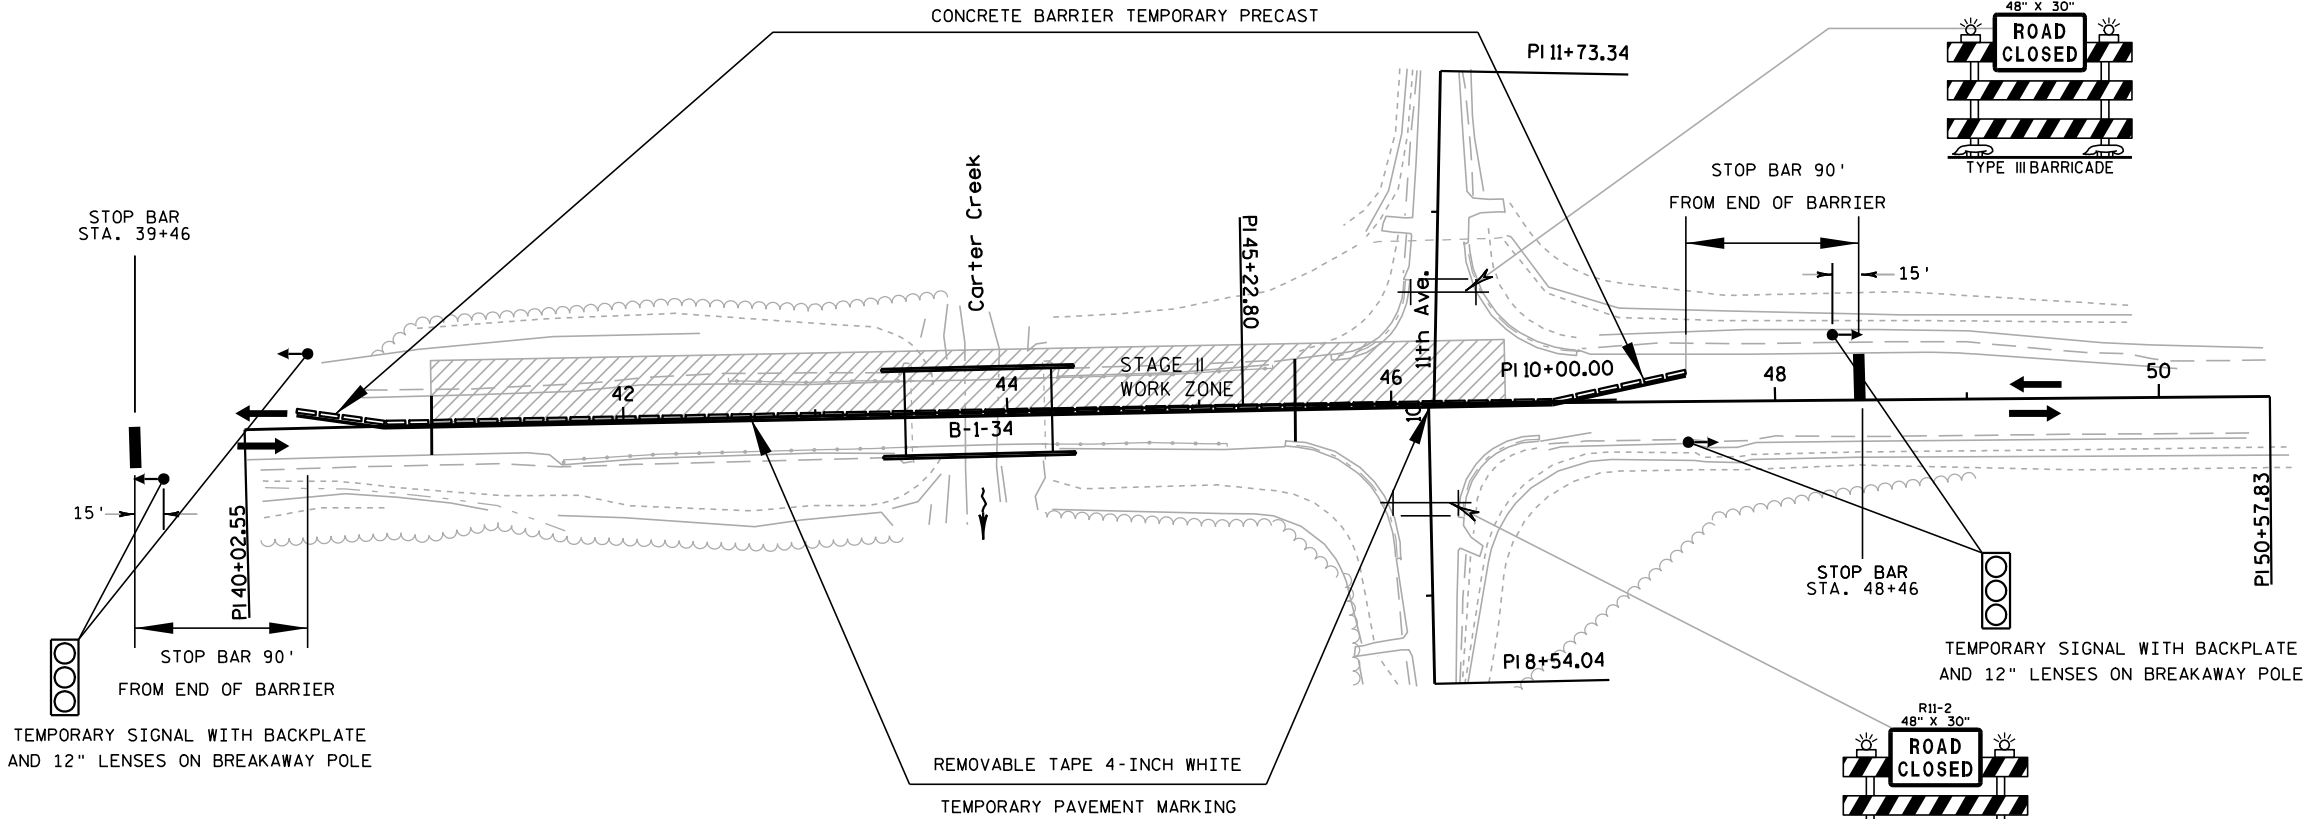 CONCRETE BARRIER TEMPORARY PRECAST
48" X 30"
ROAD
CLOSED
TYPE III BARRICADE
PI 11+73.34
STOP BAR 90'
FROM END OF BARRIER
15'
STOP BAR
STA. 39+46
Carter Creek
PI 45+22.80
11th Ave.
STAGE II
WORK ZONE
PI 10+00.00
42
44
46
48
50
10
B-1-34
15'
PI 40+02.55
PI 50+57.83
STOP BAR
STA. 48+46
STOP BAR 90'
FROM END OF BARRIER
PI 8+54.04
TEMPORARY SIGNAL WITH BACKPLATE
AND 12" LENSES ON BREAKAWAY POLE
TEMPORARY SIGNAL WITH BACKPLATE
AND 12" LENSES ON BREAKAWAY POLE
REMOVABLE TAPE 4-INCH WHITE
TEMPORARY PAVEMENT MARKING
R11-2
48" X 30"
ROAD
CLOSED